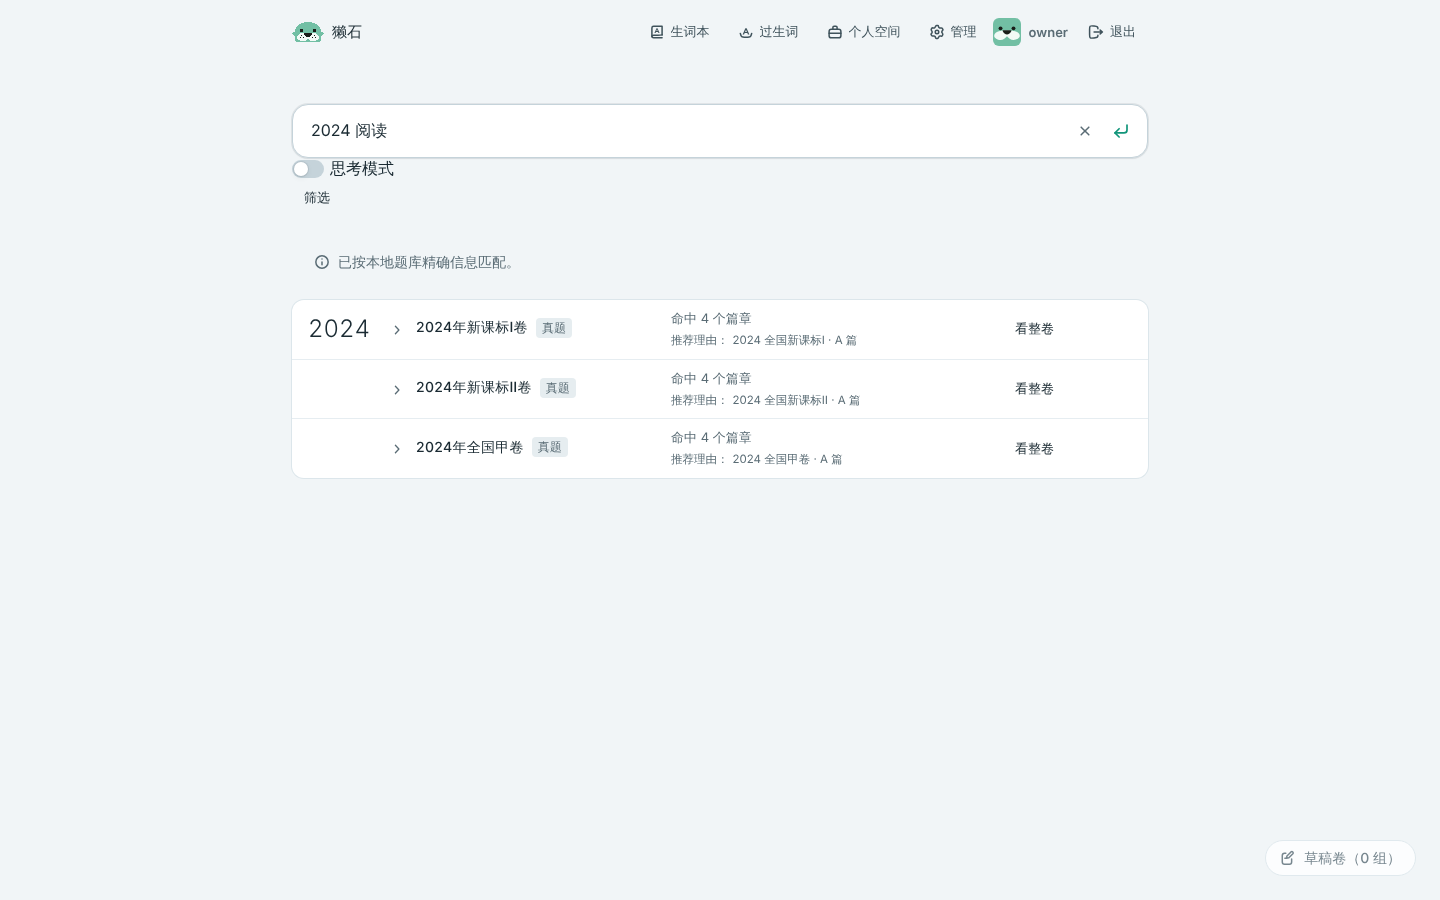 獭石
生词本
过生词
个人空间
管理
owner
退出
2024 阅读
思考模式
筛选
已按本地题库精确信息匹配。
2024
2024年新课标I卷
真题
命中 4 个篇章
推荐理由： 2024 全国新课标I · A 篇
看整卷
2024年新课标II卷
真题
命中 4 个篇章
推荐理由： 2024 全国新课标II · A 篇
看整卷
2024年全国甲卷
真题
命中 4 个篇章
推荐理由： 2024 全国甲卷 · A 篇
看整卷
草稿卷（0 组）